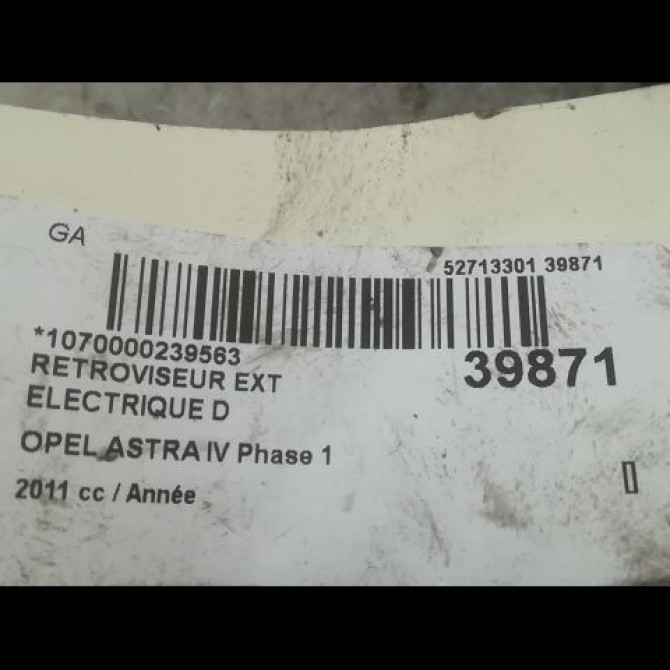 GA
52713301 39871
*1070000239563
39871
RETROVISEUR EXT
ELECTRIQUE D
OPEL ASTRA IV Phase 1
2011 cc / Année